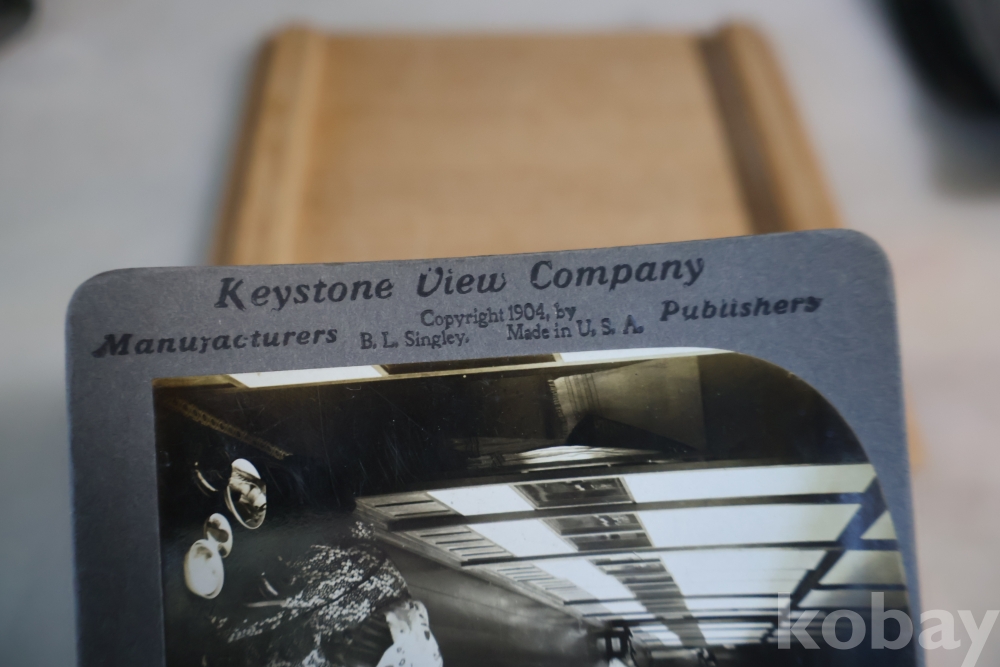 Keystone View Company
Manufacturers Copyright 1904, by Publishers
B. L. Singley. Made in U. S. A.
kobay